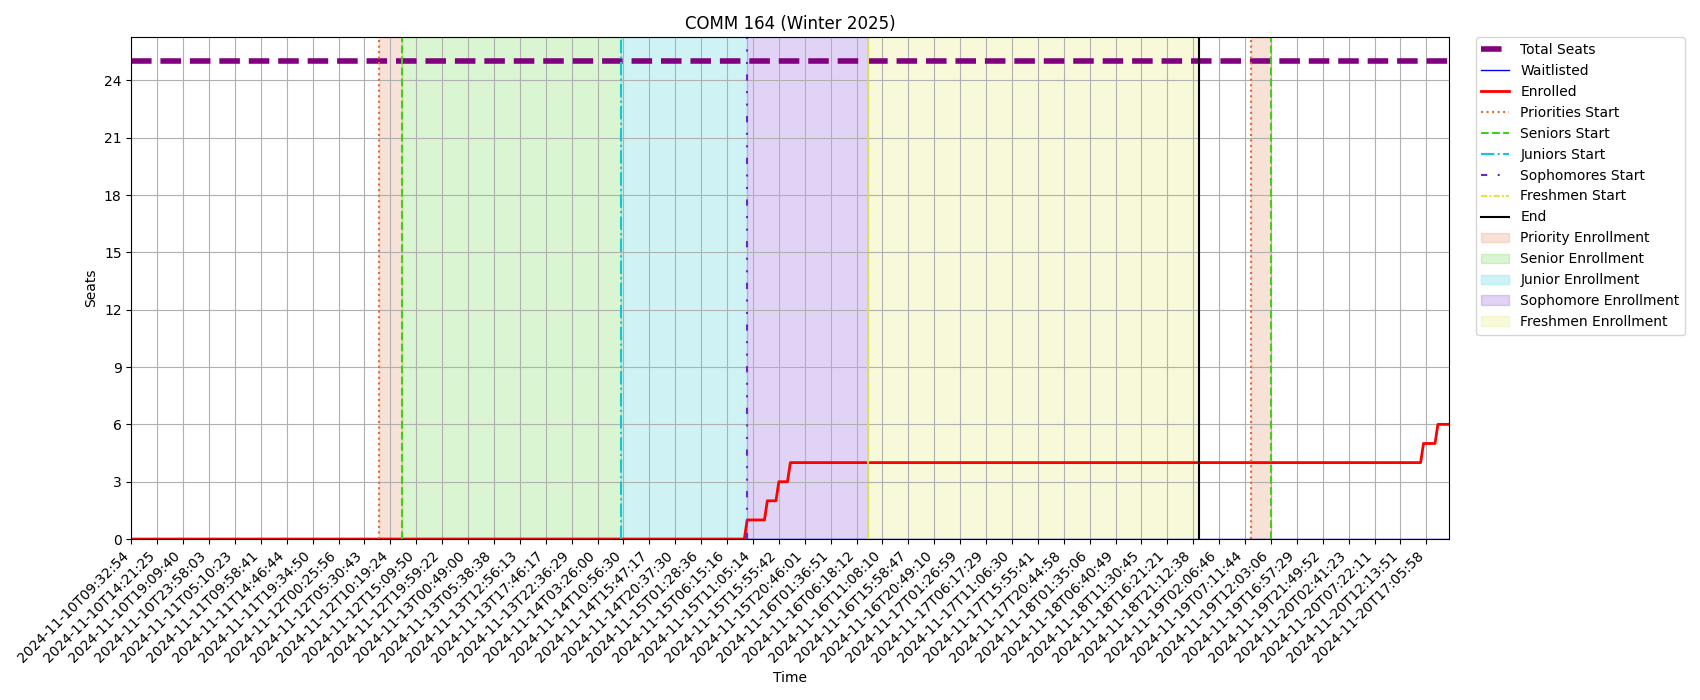 COMM 164 (Winter 2025)
Seats
24
21
18
15
12
9
6
3
0
2024-11-10T09:32:54
2024-11-10T14:21:25
2024-11-10T19:09:40
2024-11-10T23:58:03
2024-11-11T05:10:23
2024-11-11T09:58:41
2024-11-11T14:46:44
2024-11-11T19:34:50
2024-11-12T00:25:56
2024-11-12T05:30:43
2024-11-12T10:19:24
2024-11-12T15:09:50
2024-11-12T19:59:22
2024-11-13T00:49:00
2024-11-13T05:38:38
2024-11-13T12:56:13
2024-11-13T17:46:17
2024-11-13T22:36:29
2024-11-14T03:26:00
2024-11-14T10:56:30
2024-11-14T15:47:17
2024-11-14T20:37:30
2024-11-15T01:28:36
2024-11-15T06:15:16
2024-11-15T11:05:14
2024-11-15T15:55:42
2024-11-15T20:46:01
2024-11-16T01:36:51
2024-11-16T06:18:12
2024-11-16T11:08:10
2024-11-16T15:58:47
2024-11-16T20:49:10
2024-11-17T01:26:59
2024-11-17T06:17:29
2024-11-17T11:06:30
2024-11-17T15:55:41
2024-11-17T20:44:58
2024-11-18T01:35:06
2024-11-18T06:40:49
2024-11-18T11:30:45
2024-11-18T16:21:21
2024-11-18T21:12:38
2024-11-19T02:06:46
2024-11-19T07:11:44
2024-11-19T12:03:06
2024-11-19T16:57:29
2024-11-19T21:49:52
2024-11-20T02:41:23
2024-11-20T07:22:11
2024-11-20T12:13:51
2024-11-20T17:05:58
Time
Total Seats
Waitlisted
Enrolled
Priorities Start
Seniors Start
Juniors Start
Sophomores Start
Freshmen Start
End
Priority Enrollment
Senior Enrollment
Junior Enrollment
Sophomore Enrollment
Freshmen Enrollment